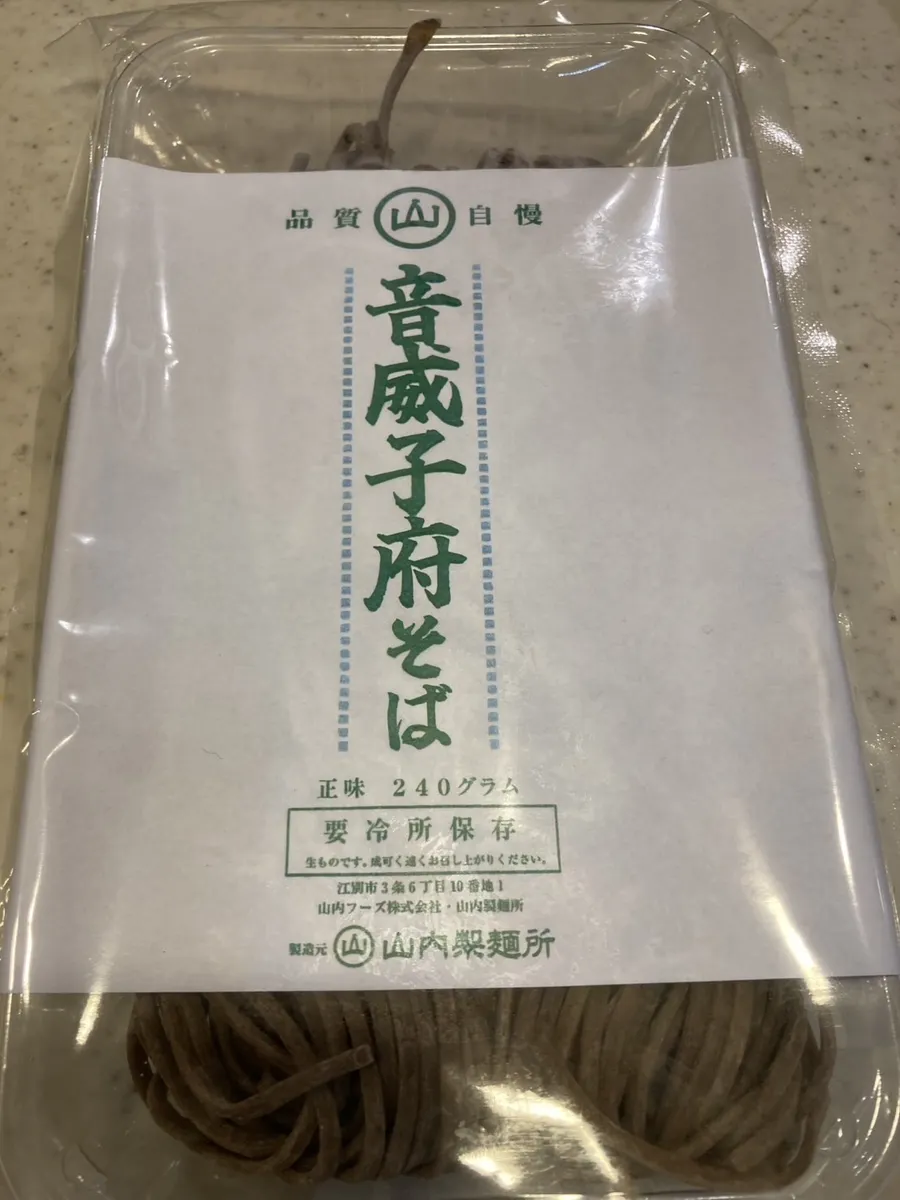 品質 山 自慢
音威子府そば
正味 240グラム
要冷所保存
生ものです。成可く速くお召し上がりください。
江別市3条6丁目10番地1
山内フーズ株式会社・山内製麺所
製造元 山 山内製麺所